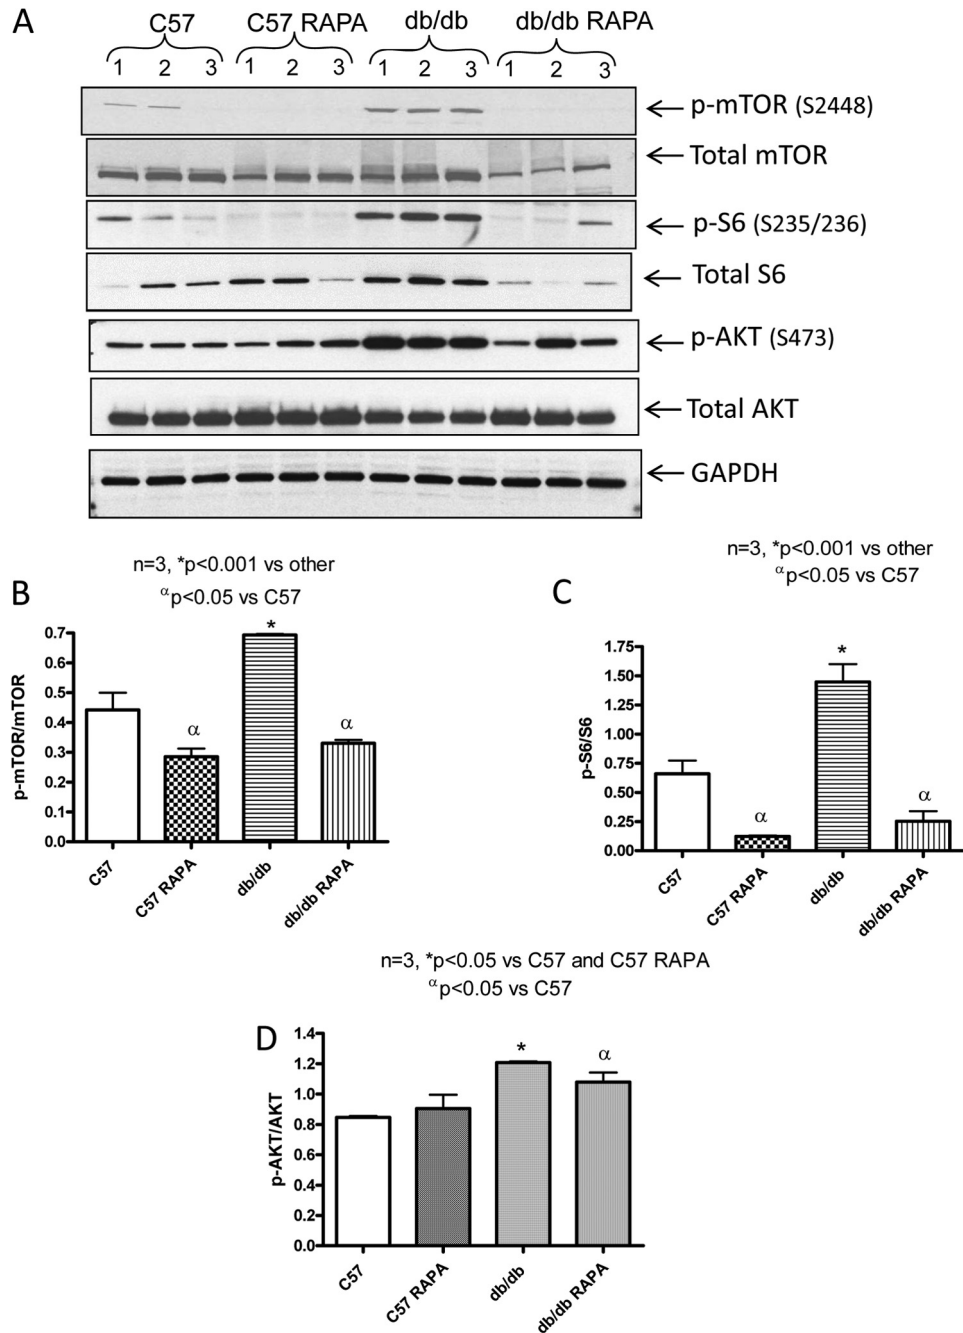 A
C57
C57 RAPA
db/db
db/db RAPA
1 2 3 1 2 3 1 2 3 1 2 3
p-mTOR (S2448)
Total mTOR
p-S6 (S235/236)
Total S6
p-AKT (S473)
Total AKT
GAPDH
B
n=3, *p<0.001 vs other
αp<0.05 vs C57
p-mTOR/mTOR
0.7
0.6
0.5
0.4
0.3
0.2
0.1
0.0
α
*
α
C57
C57 RAPA
db/db
db/db RAPA
C
n=3, *p<0.001 vs other
αp<0.05 vs C57
p-S6/S6
1.75
1.50
1.25
1.00
0.75
0.50
0.25
0.00
α
*
α
C57
C57 RAPA
db/db
db/db RAPA
D
n=3, *p<0.05 vs C57 and C57 RAPA
αp<0.05 vs C57
p-AKT/AKT
1.4
1.2
1.0
0.8
0.6
0.4
0.2
0.0
*
α
C57
C57 RAPA
db/db
db/db RAPA